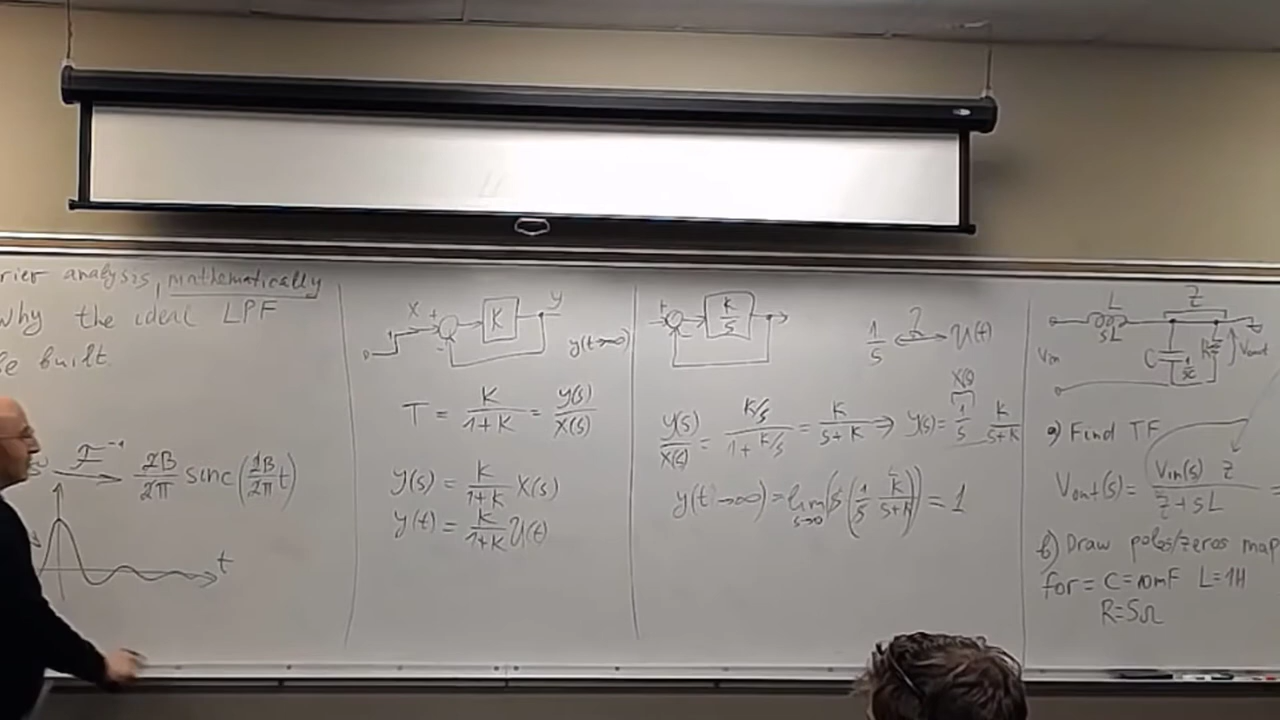 rier analysis, mathematically
why the ideal LPF
be built.
F⁻¹ 2B/2π sinc(2B/2π t)
t
X + - K y
y(t→∞)
T = K/(1+K) = y(s)/X(s)
y(s) = K/(1+K) X(s)
y(t) = K/(1+K) U(t)
+ - K/s
1/s ? U(t)
X(s)
y(s)/X(s) = (K/s)/(1+K/s) = K/(s+K) ⇒ y(s) = 1/s K/(s+K)
y(t→∞) = lim s→0 (s(1/s K/(s+K))) = 1
L Z
sL
Vin C 1/sC R Vout
a) Find TF
Vout(s) = Vin(s) Z/(Z+sL) =
b) Draw poles/zeros map
for = C=10mF L=1H
R=5Ω